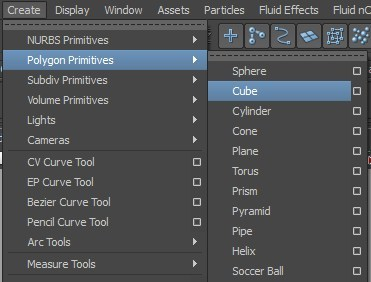 Create Display Window Assets Particles Fluid Effects Fluid nC
NURBS Primitives
Polygon Primitives
Subdiv Primitives
Volume Primitives
Lights
Cameras
CV Curve Tool
EP Curve Tool
Bezier Curve Tool
Pencil Curve Tool
Arc Tools
Measure Tools
Sphere
Cube
Cylinder
Cone
Plane
Torus
Prism
Pyramid
Pipe
Helix
Soccer Ball